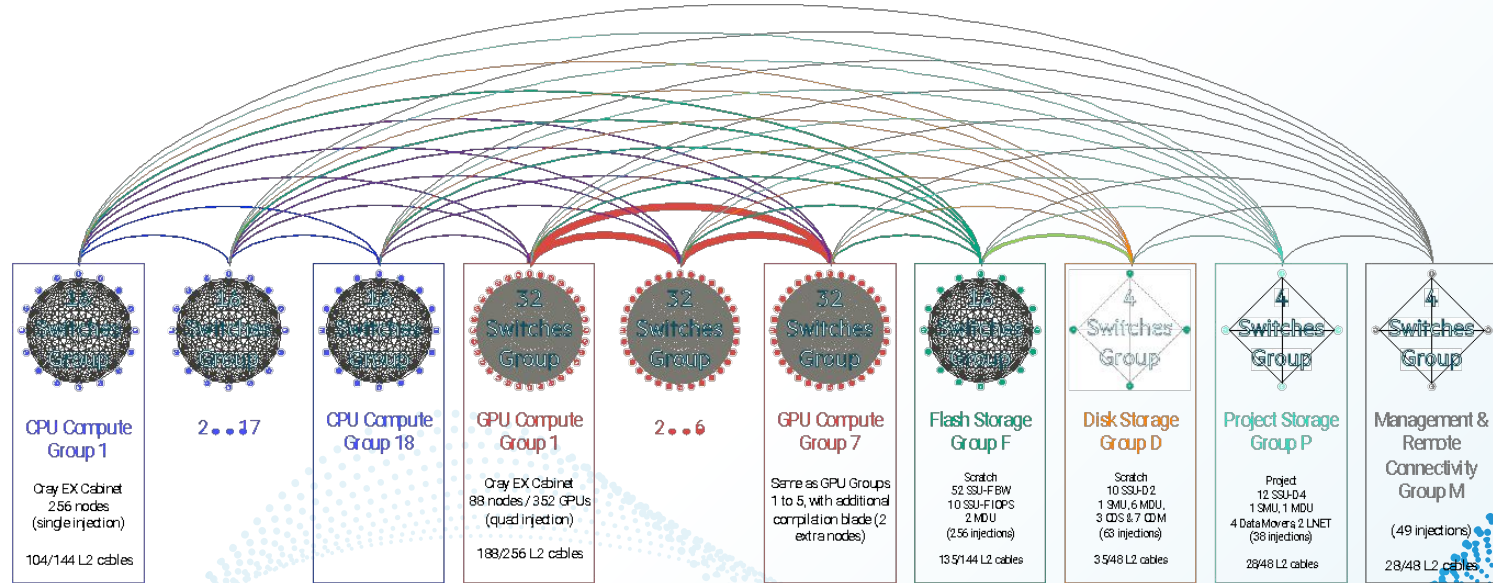 16
Switches
Group
CPU Compute
Group 1
Cray EX Cabinet
256 nodes
(single injection)
104/144 L2 cables
16
Switches
Group
2...17
16
Switches
Group
CPU Compute
Group 18
32
Switches
Group
GPU Compute
Group 1
Cray EX Cabinet
88 nodes / 352 GPUs
(quad injection)
188/256 L2 cables
32
Switches
Group
2...6
32
Switches
Group
GPU Compute
Group 7
Same as GPU Groups
1 to 5, with additional
compilation blade (2
extra nodes)
16
Switches
Group
Flash Storage
Group F
Scratch
52 SSU-F BW
10 SSU-F IOPS
2 MDU
(256 injections)
135/144 L2 cables
4
Switches
Group
Disk Storage
Group D
Scratch
10 SSU-D2
1 SMU, 6 MDU,
(63 injections)
35/48 L2 cables
4
Switches
Group
Project Storage
Group P
Project
12 SSU-D4
1 SMU, 1 MDU
4 Data Movers, 2 LNET
(38 injections)
28/48 L2 cables
4
Switches
Group
Management &
Remote
Connectivity
Group M
(49 injections)
28/48 L2 cables